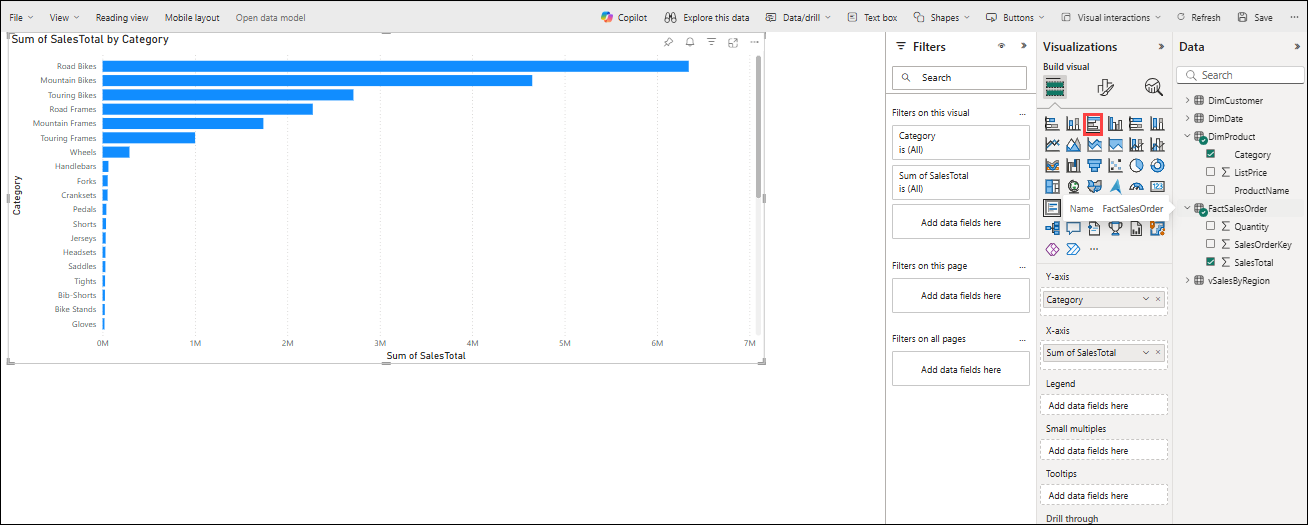 File View Reading view Mobile layout Open data model Copilot Explore this data Data/drill Text box Shapes Buttons Visual interactions Refresh Save ...
Sum of SalesTotal by Category
Category
Road Bikes
Mountain Bikes
Touring Bikes
Road Frames
Mountain Frames
Touring Frames
Wheels
Handlebars
Forks
Cranksets
Pedals
Shorts
Jerseys
Headsets
Saddles
Tights
Bib-Shorts
Bike Stands
Gloves
0M 1M 2M 3M 4M 5M 6M 7M
Sum of SalesTotal
Filters
Search
Filters on this visual ...
Category
is (All)
Sum of SalesTotal
is (All)
Add data fields here
Filters on this page ...
Add data fields here
Filters on all pages ...
Add data fields here
Visualizations
Build visual
123
Name FactSalesOrder
...
Y-axis
Category
X-axis
Sum of SalesTotal
Legend
Add data fields here
Small multiples
Add data fields here
Tooltips
Add data fields here
Drill through
Data
Search
DimCustomer
DimDate
DimProduct
Category
∑ ListPrice
ProductName
FactSalesOrder
∑ Quantity
∑ SalesOrderKey
∑ SalesTotal
vSalesByRegion